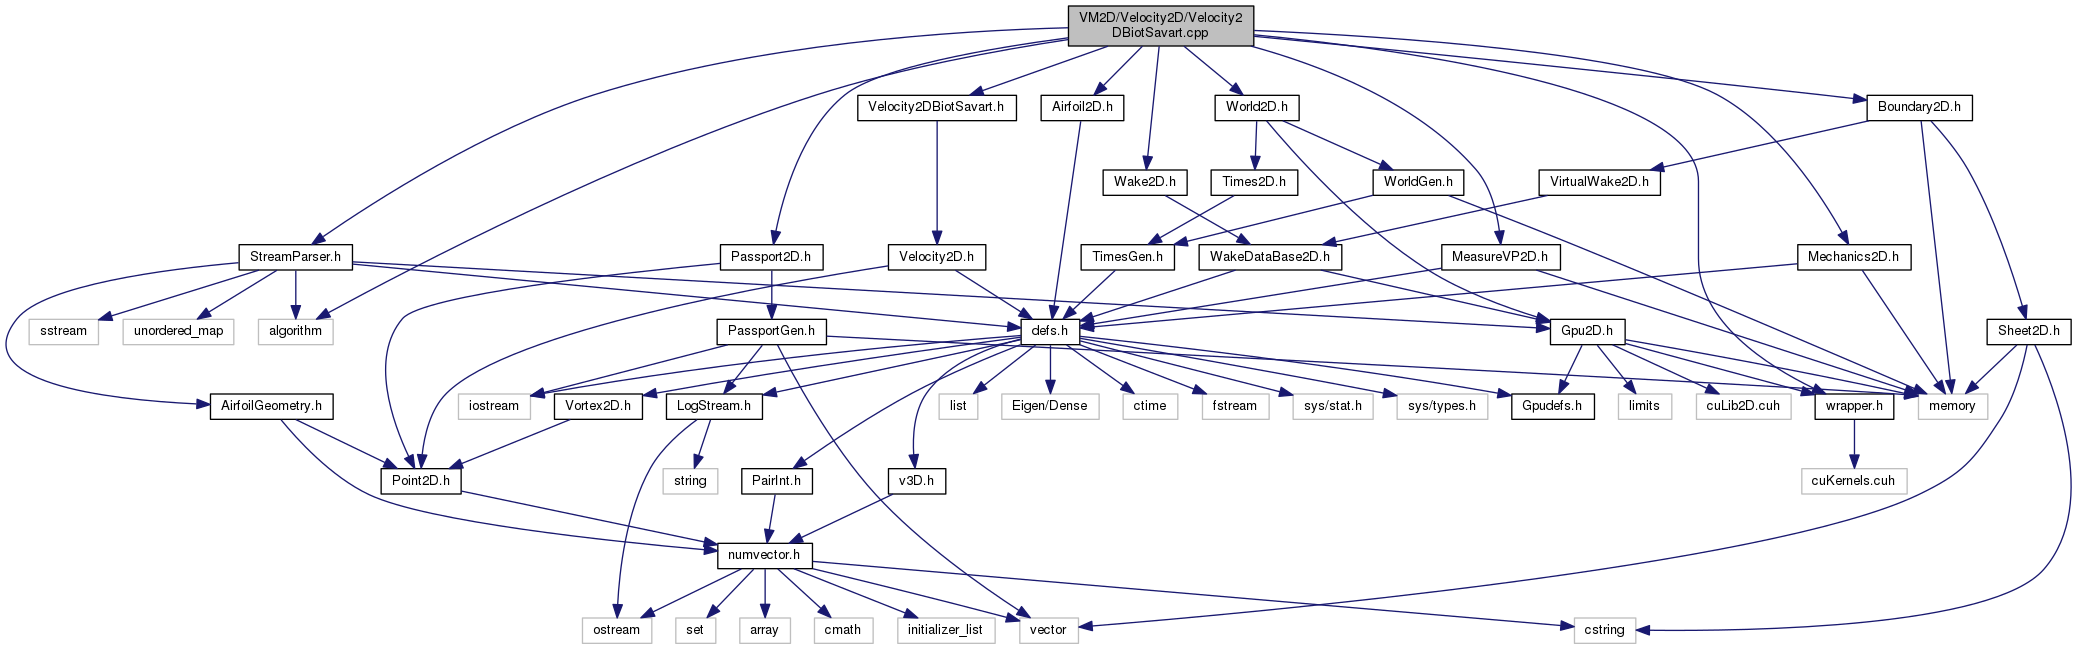 VM2D/Velocity2D/Velocity2
DBiotSavart.cpp
Velocity2DBiotSavart.h
Airfoil2D.h
World2D.h
Boundary2D.h
Wake2D.h
Times2D.h
WorldGen.h
VirtualWake2D.h
StreamParser.h
Passport2D.h
Velocity2D.h
TimesGen.h
WakeDataBase2D.h
MeasureVP2D.h
Mechanics2D.h
sstream
unordered_map
algorithm
PassportGen.h
defs.h
Gpu2D.h
Sheet2D.h
AirfoilGeometry.h
iostream
Vortex2D.h
LogStream.h
list
Eigen/Dense
ctime
fstream
sys/stat.h
sys/types.h
Gpudefs.h
limits
cuLib2D.cuh
wrapper.h
memory
Point2D.h
string
PairInt.h
v3D.h
cuKernels.cuh
numvector.h
ostream
set
array
cmath
initializer_list
vector
cstring